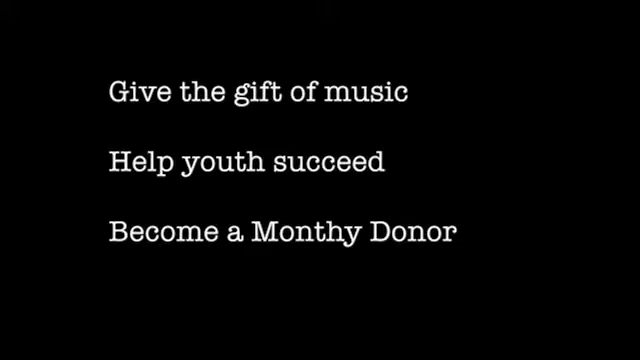 Give the gift of music
Help youth succeed
Become a Monthy Donor